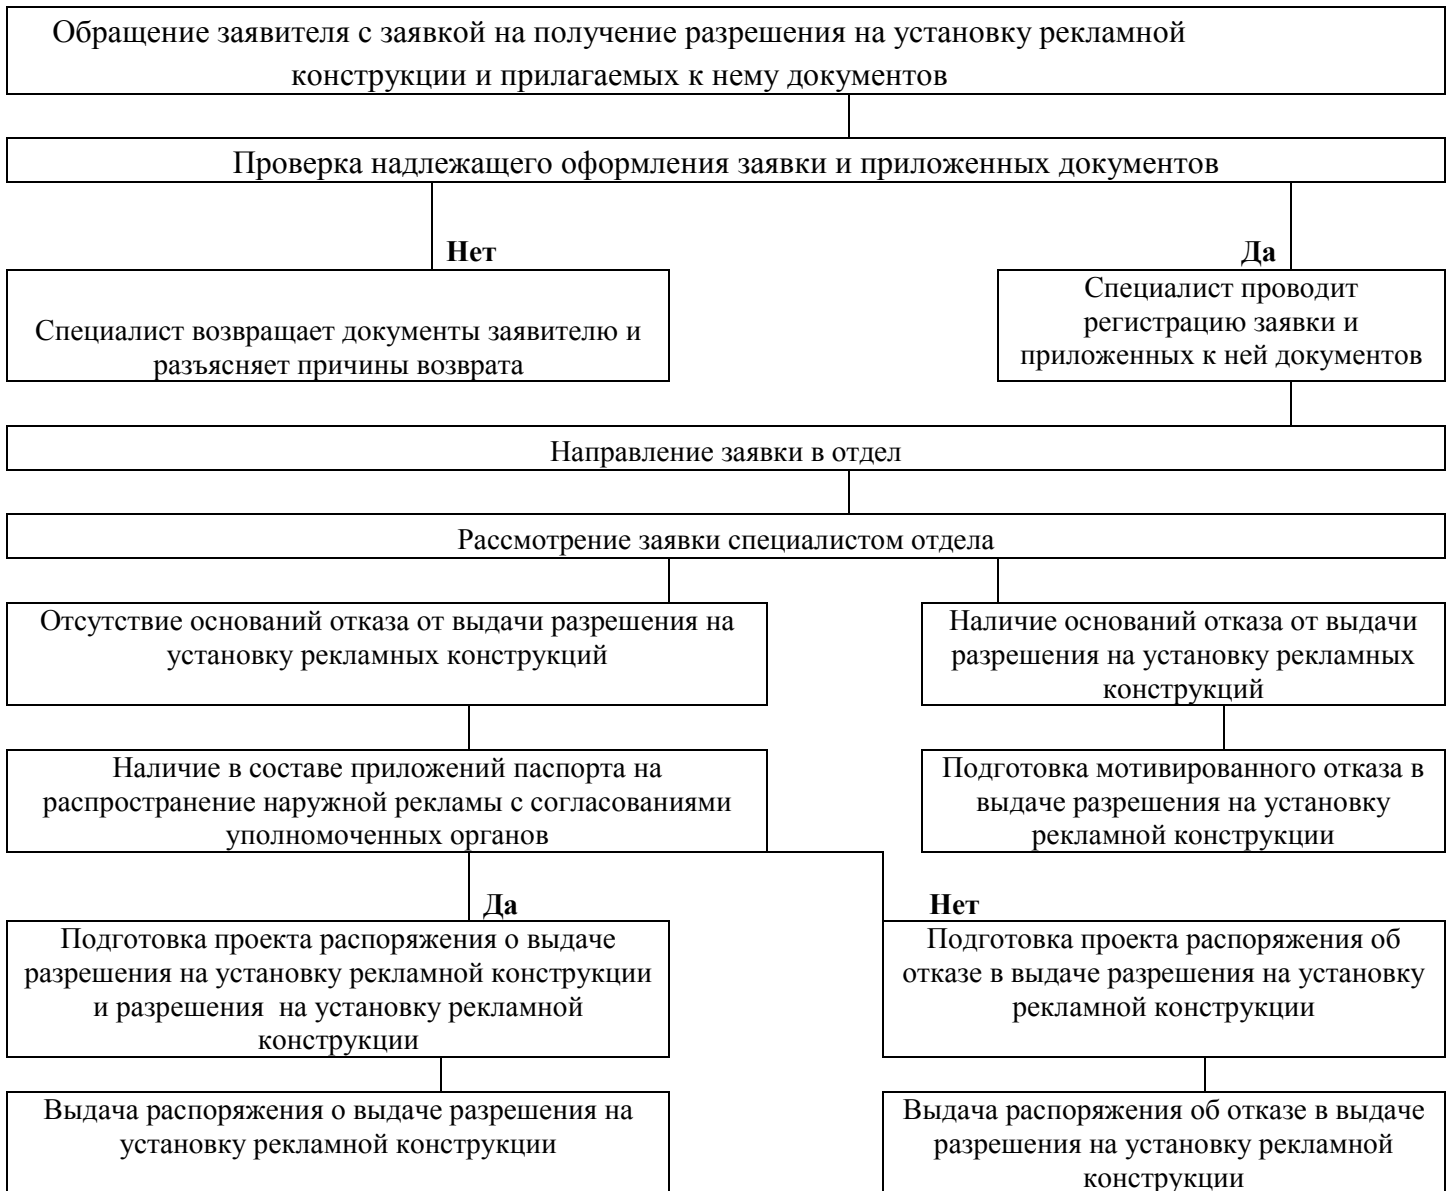 Обращение заявителя с заявкой на получение разрешения на установку рекламной
конструкции и прилагаемых к нему документов
Проверка надлежащего оформления заявки и приложенных документов
Нет
Да
Специалист возвращает документы заявителю и
разъясняет причины возврата
Специалист проводит
регистрацию заявки и
приложенных к ней документов
Направление заявки в отдел
Рассмотрение заявки специалистом отдела
Отсутствие оснований отказа от выдачи разрешения на
установку рекламных конструкций
Наличие оснований отказа от выдачи
разрешения на установку рекламных
конструкций
Наличие в составе приложений паспорта на
распространение наружной рекламы с согласованиями
уполномоченных органов
Подготовка мотивированного отказа в
выдаче разрешения на установку
рекламной конструкции
Да
Нет
Подготовка проекта распоряжения о выдаче
разрешения на установку рекламной конструкции
и разрешения на установку рекламной
конструкции
Подготовка проекта распоряжения об
отказе в выдаче разрешения на установку
рекламной конструкции
Выдача распоряжения о выдаче разрешения на
установку рекламной конструкции
Выдача распоряжения об отказе в выдаче
разрешения на установку рекламной
конструкции